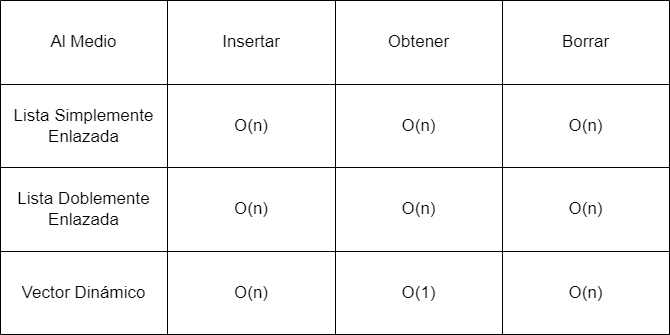 Al Medio
Insertar
Obtener
Borrar
Lista Simplemente
Enlazada
O(n)
O(n)
O(n)
Lista Doblemente
Enlazada
O(n)
O(n)
O(n)
Vector Dinámico
O(n)
O(1)
O(n)